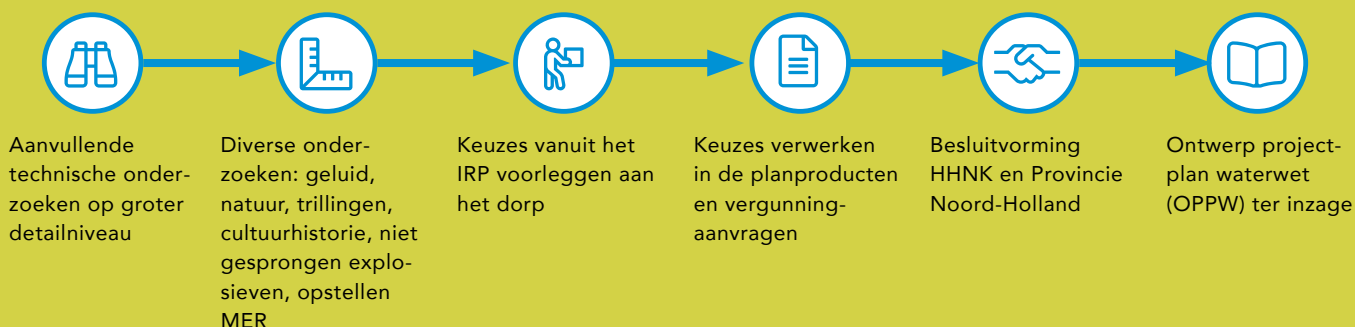 Aanvullende
technische onder-
zoeken op groter
detailniveau
Diverse onder-
zoeken: geluid,
natuur, trillingen,
cultuurhistorie, niet
gesprongen explo-
sieven, opstellen
MER
Keuzes vanuit het
IRP voorleggen aan
het dorp
Keuzes verwerken
in de planproducten
en vergunning-
aanvragen
Besluitvorming
HHNK en Provincie
Noord-Holland
Ontwerp project-
plan waterwet
(OPPW) ter inzage